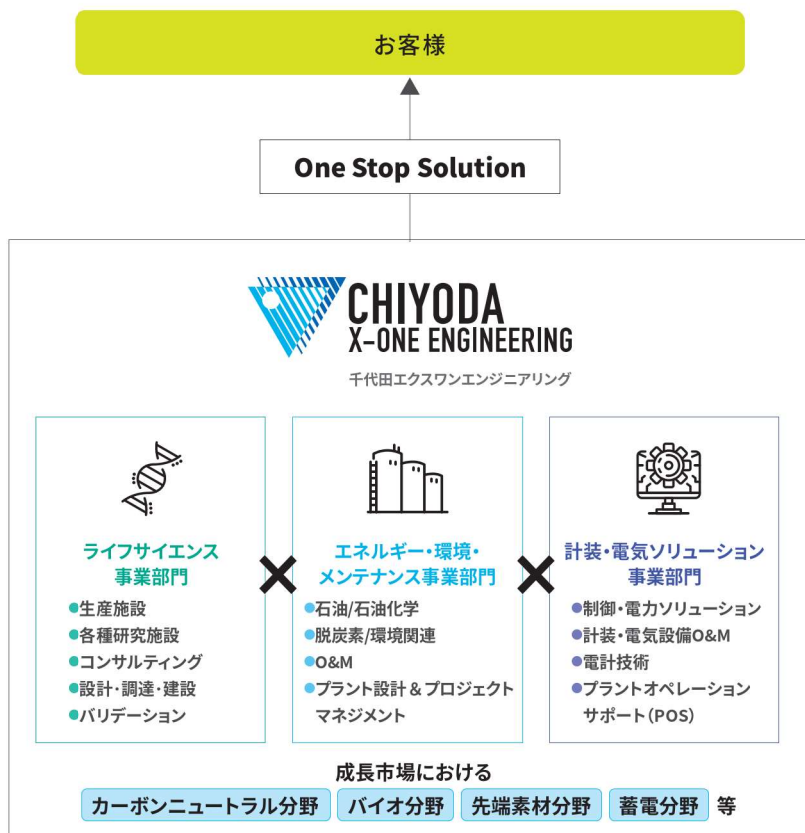 お客様
One Stop Solution
CHIYODA
X-ONE ENGINEERING
千代田エクスワンエンジニアリング
ライフサイエンス
事業部門
●生産施設
●各種研究施設
●コンサルティング
●設計・調達・建設
●バリデーション
×
エネルギー・環境・
メンテナンス事業部門
●石油/石油化学
●脱炭素/環境関連
●O&M
●プラント設計＆プロジェクト
マネジメント
×
計装・電気ソリューション
事業部門
●制御・電力ソリューション
●計装・電気設備O&M
●電計技術
●プラントオペレーション
サポート(POS)
成長市場における
カーボンニュートラル分野 バイオ分野 先端素材分野 蓄電分野 等